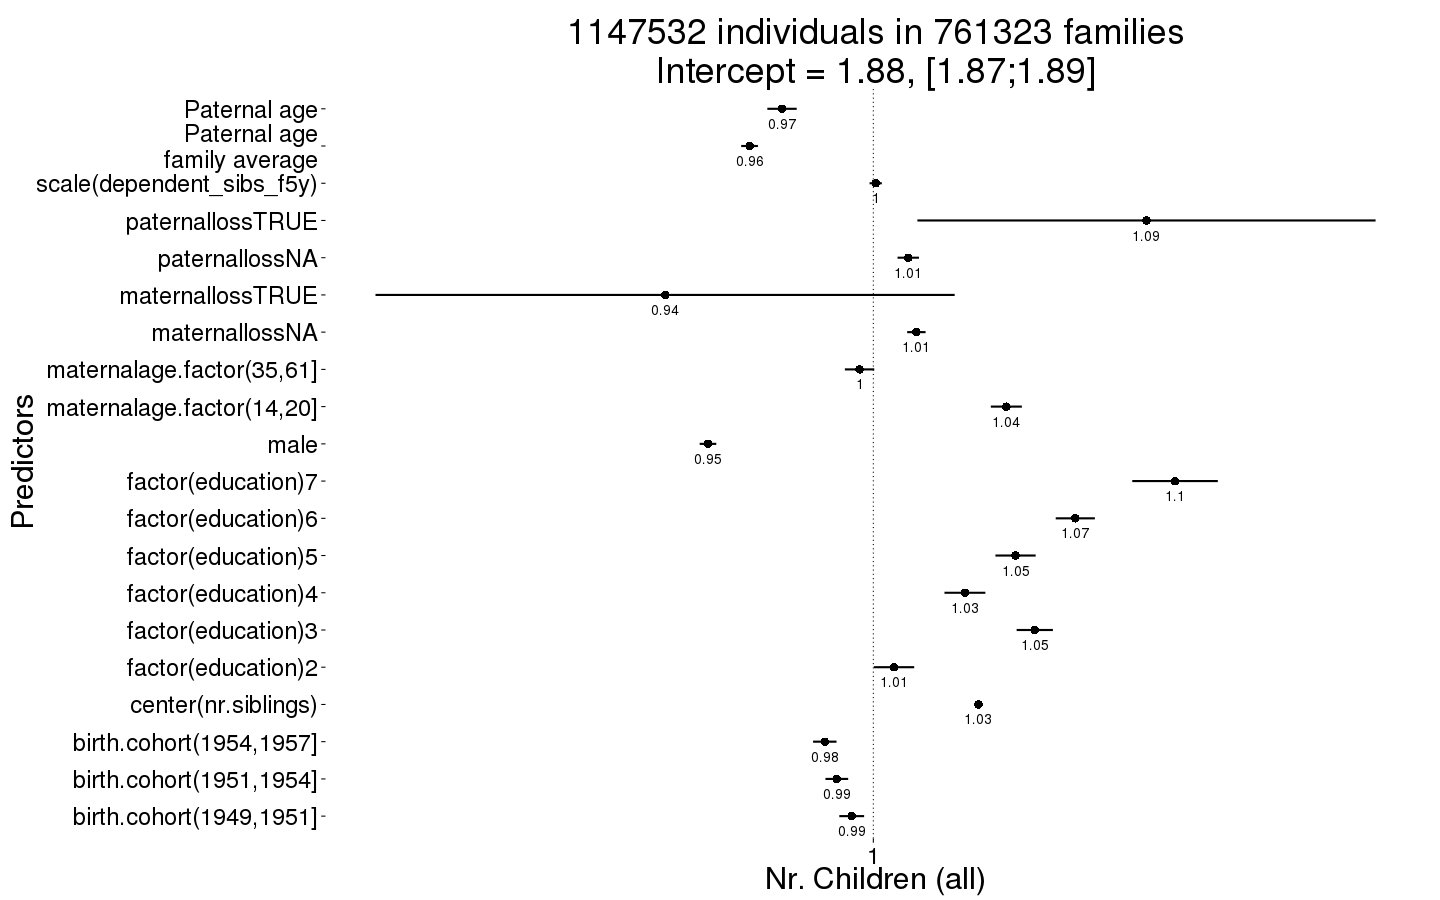 1147532 individuals in 761323 families
Intercept = 1.88, [1.87;1.89]
Predictors
Paternal age
0.97
Paternal age
family average
0.96
scale(dependent_sibs_f5y)
1
paternallossTRUE
1.09
paternallossNA
1.01
maternallossTRUE
0.94
maternallossNA
1.01
maternalage.factor(35,61]
1
maternalage.factor(14,20]
1.04
male
0.95
factor(education)7
1.1
factor(education)6
1.07
factor(education)5
1.05
factor(education)4
1.03
factor(education)3
1.05
factor(education)2
1.01
center(nr.siblings)
1.03
birth.cohort(1954,1957]
0.98
birth.cohort(1951,1954]
0.99
birth.cohort(1949,1951]
0.99
1
Nr. Children (all)